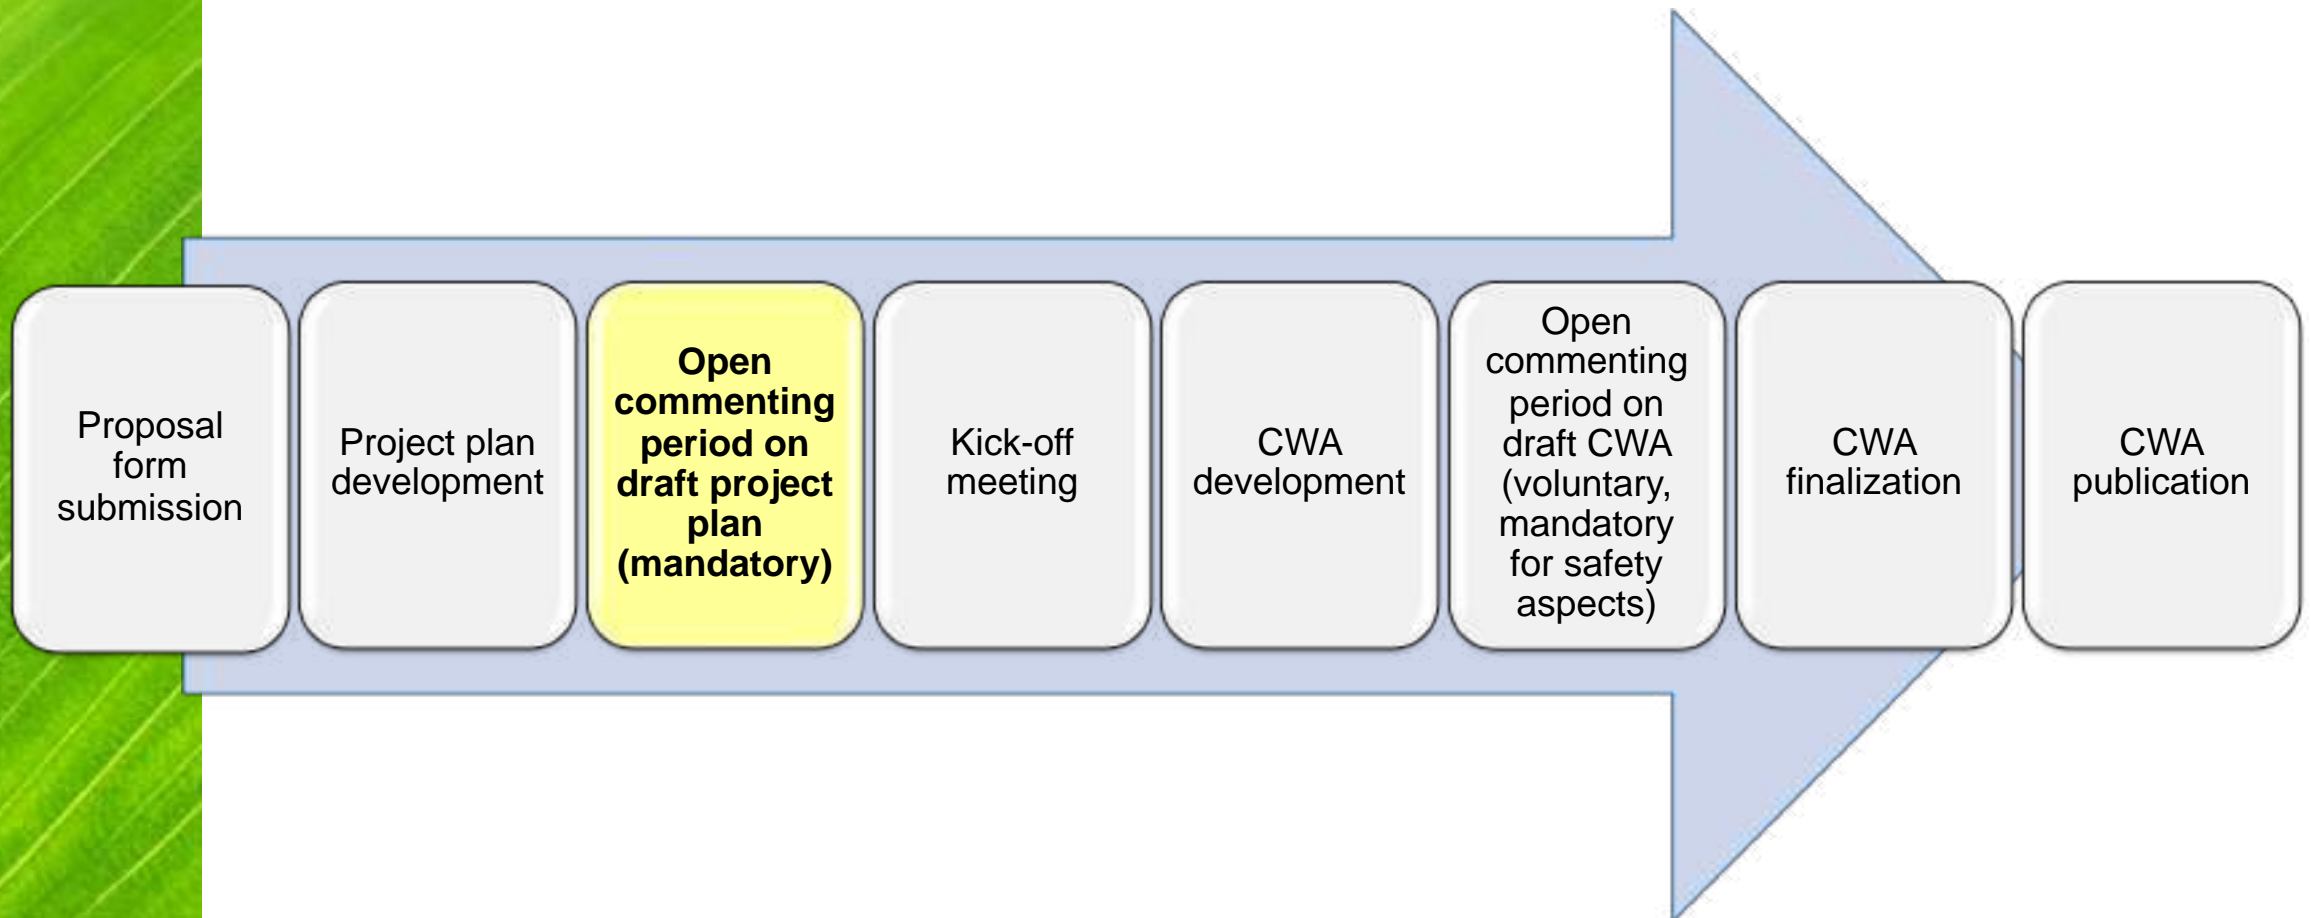 Proposal
form
submission
Project plan
development
Open
commenting
period on
draft project
plan
(mandatory)
Kick-off
meeting
CWA
development
Open
commenting
period on
draft CWA
(voluntary,
mandatory
for safety
aspects)
CWA
finalization
CWA
publication